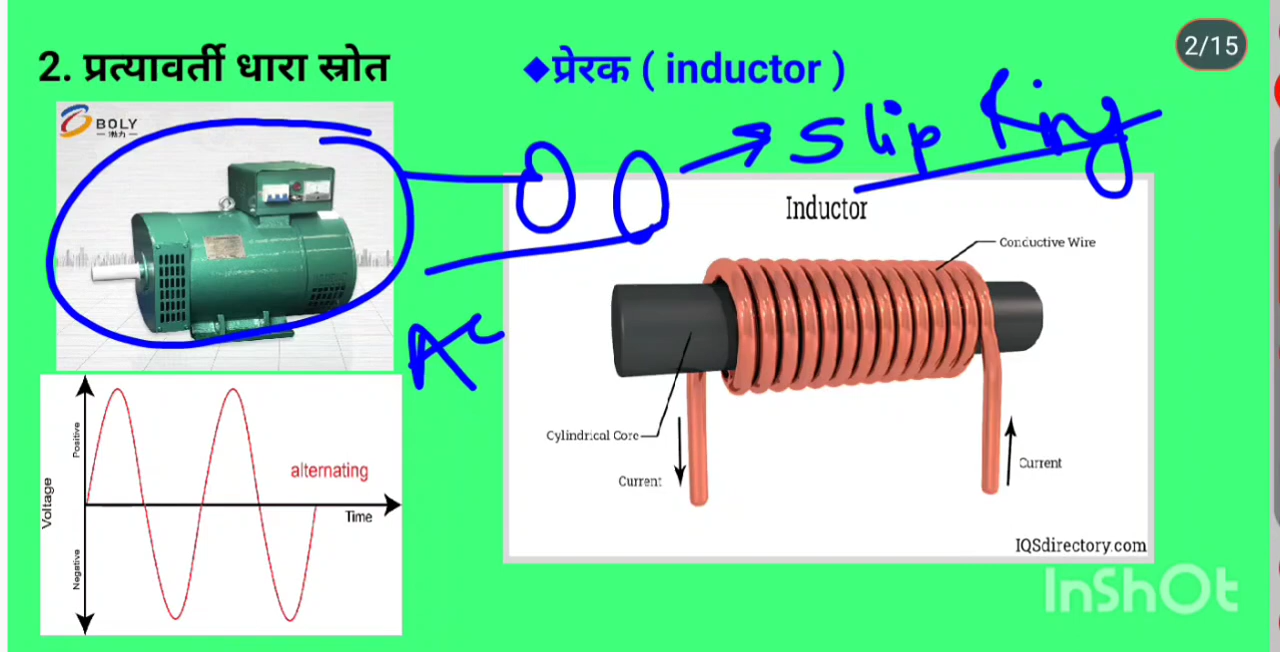 2/15
2. प्रत्यावर्ती धारा स्रोत
◆प्रेरक ( inductor )
BOLY
Slip Ring
AC
Inductor
Conductive Wire
Cylindrical Core
Current
Current
IQSdirectory.com
Voltage
Positive
Negative
alternating
Time
InShOt